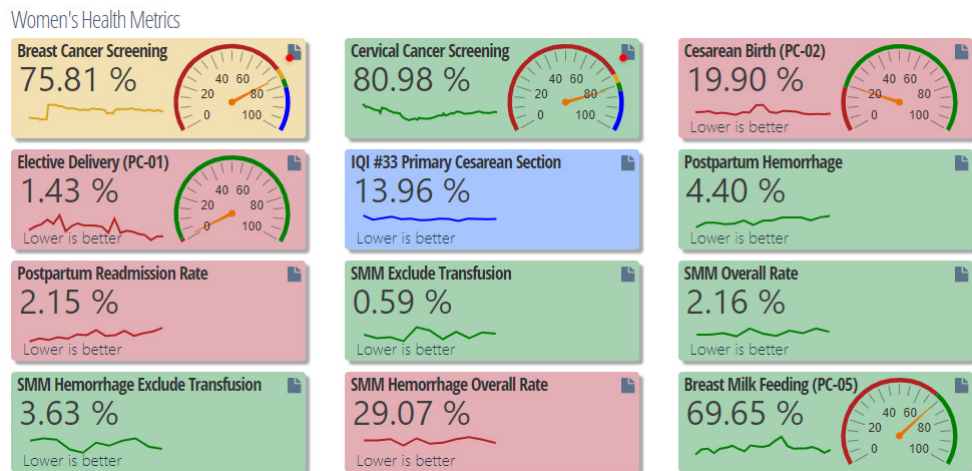 Women's Health Metrics
Breast Cancer Screening
75.81 %
0 20 40 60 80 100
Cervical Cancer Screening
80.98 %
0 20 40 60 80 100
Cesarean Birth (PC-02)
19.90 %
Lower is better
0 20 40 60 80 100
Elective Delivery (PC-01)
1.43 %
Lower is better
0 20 40 60 80 100
IQI #33 Primary Cesarean Section
13.96 %
Lower is better
Postpartum Hemorrhage
4.40 %
Lower is better
Postpartum Readmission Rate
2.15 %
Lower is better
SMM Exclude Transfusion
0.59 %
Lower is better
SMM Overall Rate
2.16 %
Lower is better
SMM Hemorrhage Exclude Transfusion
3.63 %
Lower is better
SMM Hemorrhage Overall Rate
29.07 %
Lower is better
Breast Milk Feeding (PC-05)
69.65 %
0 20 40 60 80 100